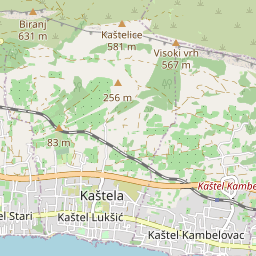 Biranj
631 m
Kaštelice
581 m
Visoki vrh
567 m
256 m
83 m
Kaštel Kambe
Kaštela
el Stari
Kaštel Lukšić
Kaštel Kambelovac